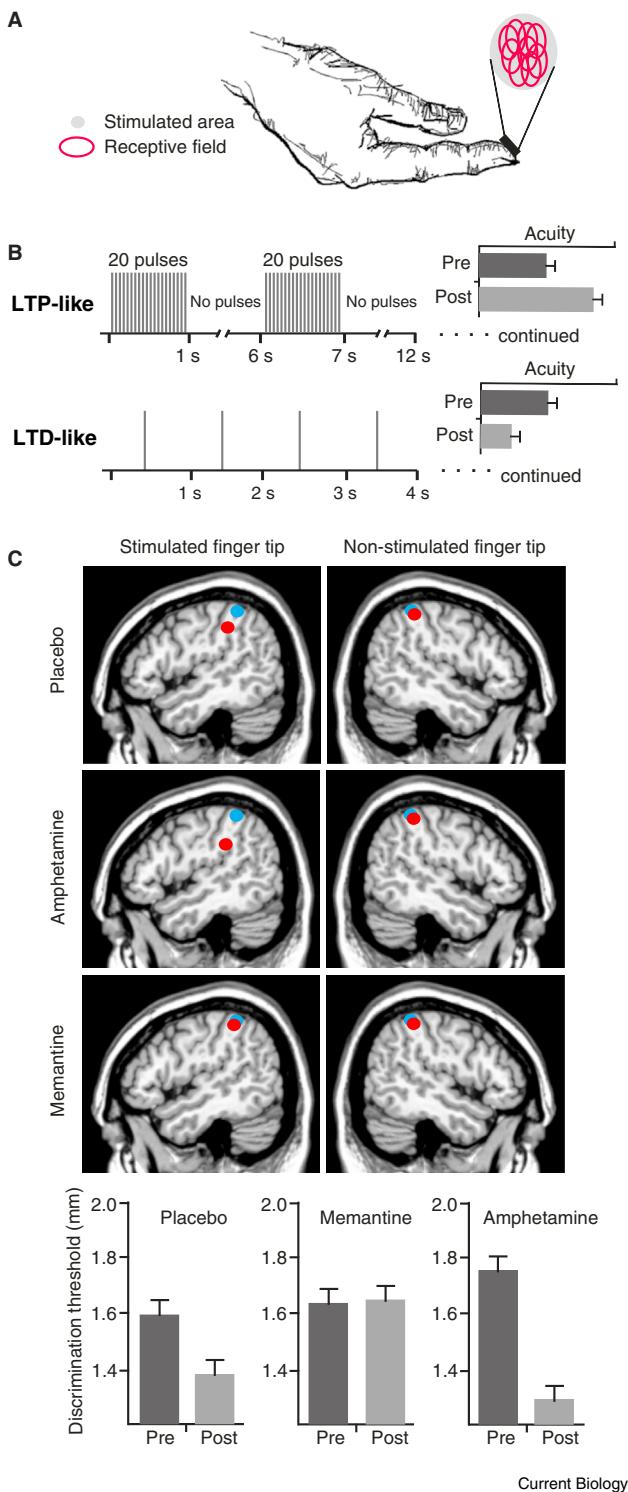 A
Stimulated area
Receptive field
B
20 pulses 20 pulses
LTP-like
No pulses No pulses
1 s 6 s 7 s 12 s
Acuity
Pre
Post
continued
LTD-like
1 s 2 s 3 s 4 s
Acuity
Pre
Post
continued
C
Stimulated finger tip Non-stimulated finger tip
Placebo
Amphetamine
Memantine
Discrimination threshold (mm)
Placebo
2.0
1.8
1.6
1.4
Pre Post
Memantine
2.0
1.8
1.6
1.4
Pre Post
Amphetamine
2.0
1.8
1.6
1.4
Pre Post
Current Biology